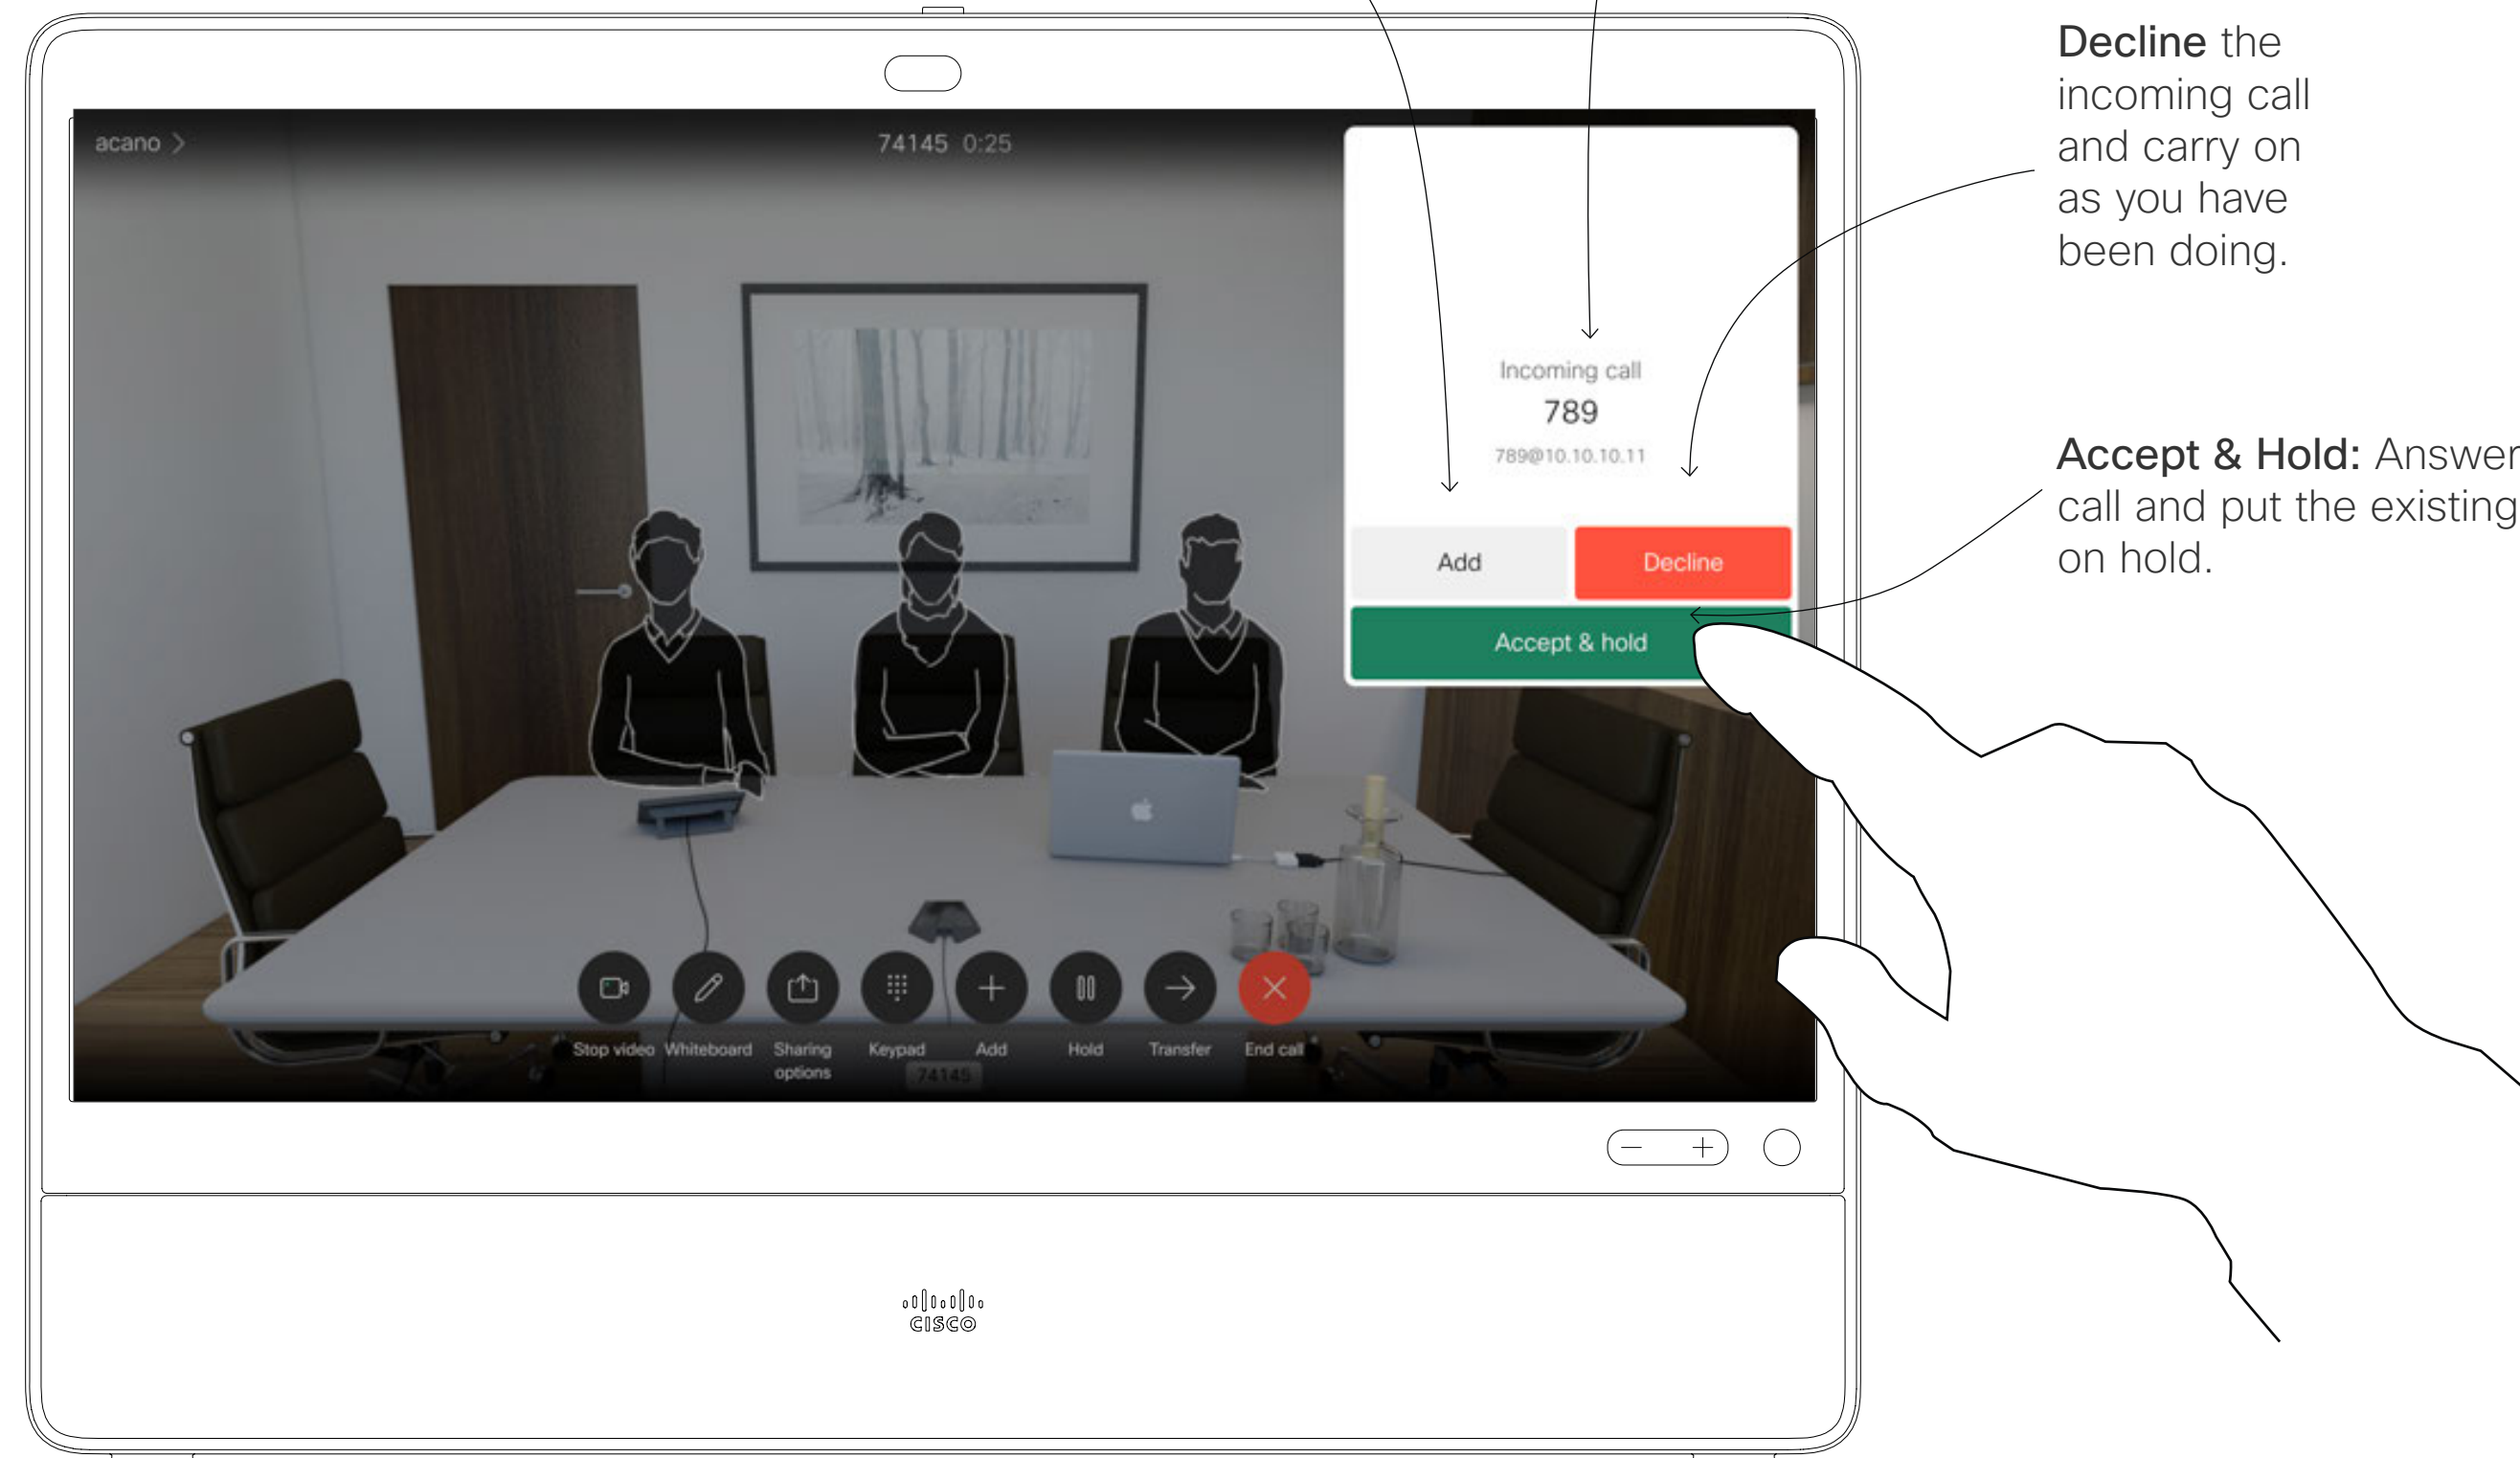 Decline the
incoming call
and carry on
as you have
been doing.
acano
74145 0:25
Incoming call
789
789@10.10.10.11
Add
Decline
Accept & hold
Accept & Hold: Answer
call and put the existing
on hold.
Stop video
Whiteboard
Sharing
options
Keypad
Add
Hold
Transfer
End call
74145
CISCO